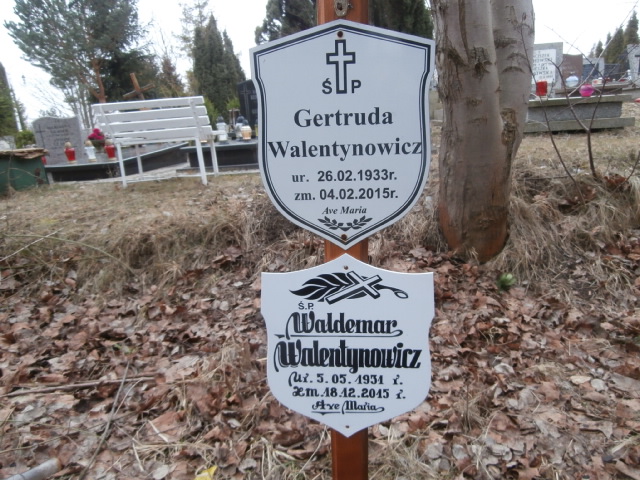 Ś P
Gertruda
Walentynowicz
ur. 26.02.1933r.
zm. 04.02.2015r.
Ave Maria
Ś.P.
Waldemar
Walentynowicz
Ur. 5. 05. 1931 r.
Zm. 18.12.2015 r.
Ave Maria